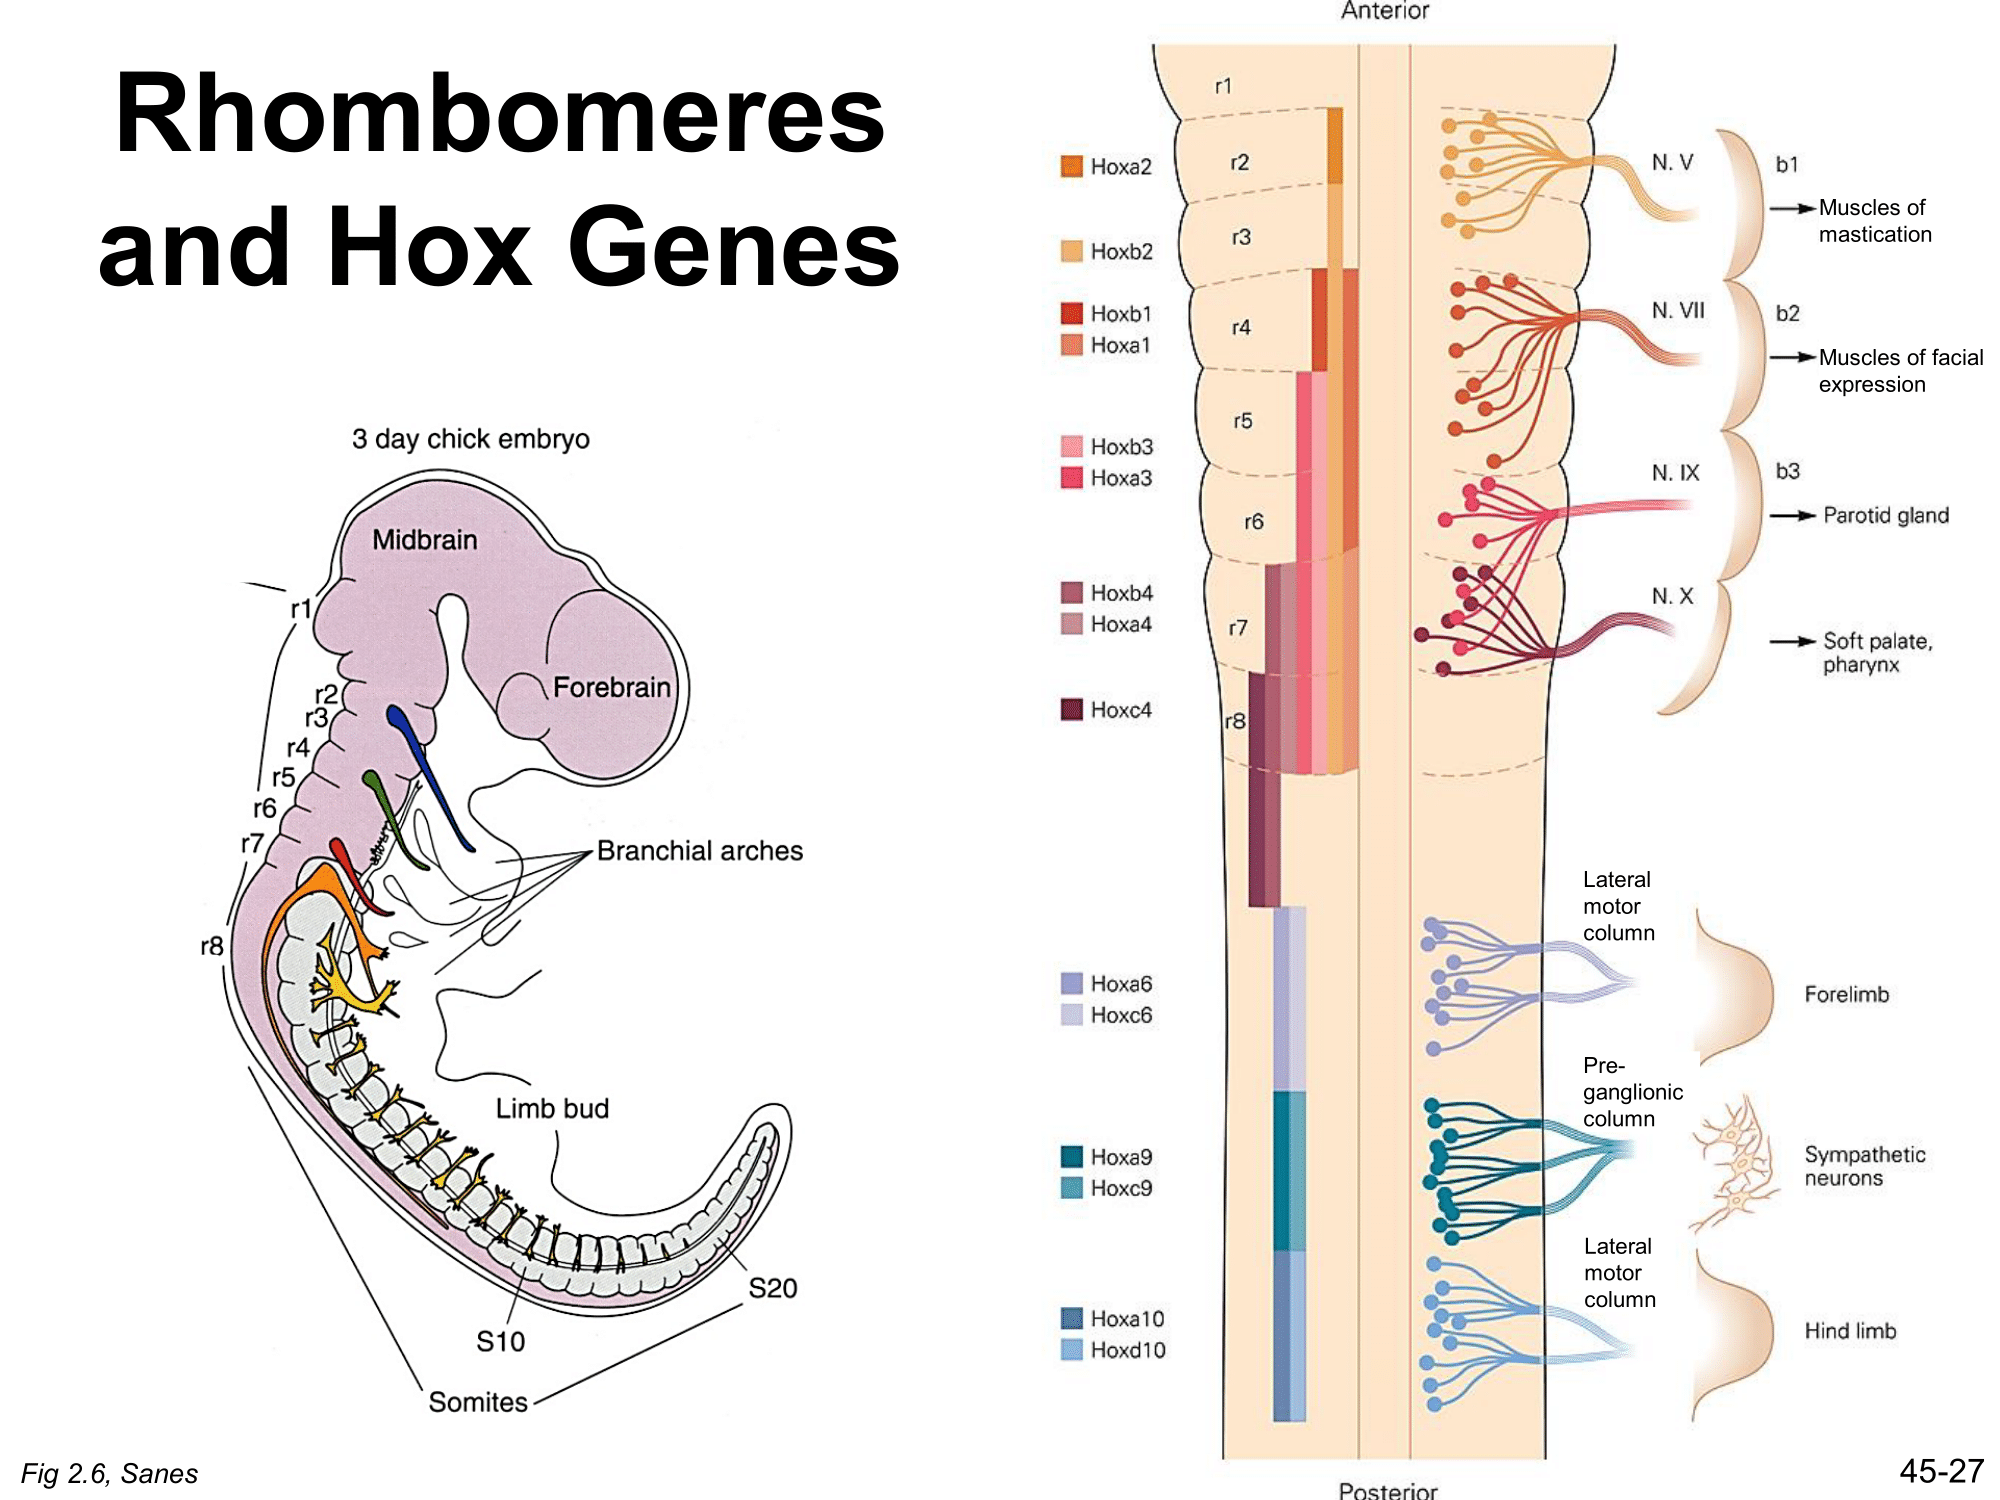 Rhombomeres
and Hox Genes
3 day chick embryo
Midbrain
Forebrain
r1
r2
r3
r4
r5
r6
r7
r8
Branchial arches
Limb bud
S20
S10
Somites
Fig 2.6, Sanes
Anterior
r1
r2
r3
r4
r5
r6
r7
r8
Hoxa2
Hoxb2
Hoxb1
Hoxa1
Hoxb3
Hoxa3
Hoxb4
Hoxa4
Hoxc4
Hoxa6
Hoxc6
Hoxa9
Hoxc9
Hoxa10
Hoxd10
N. V
b1
Muscles of
mastication
N. VII
b2
Muscles of facial
expression
N. IX
b3
Parotid gland
N. X
Soft palate,
pharynx
Lateral
motor
column
Forelimb
Pre-
ganglionic
column
Sympathetic
neurons
Lateral
motor
column
Hind limb
Posterior
45-27